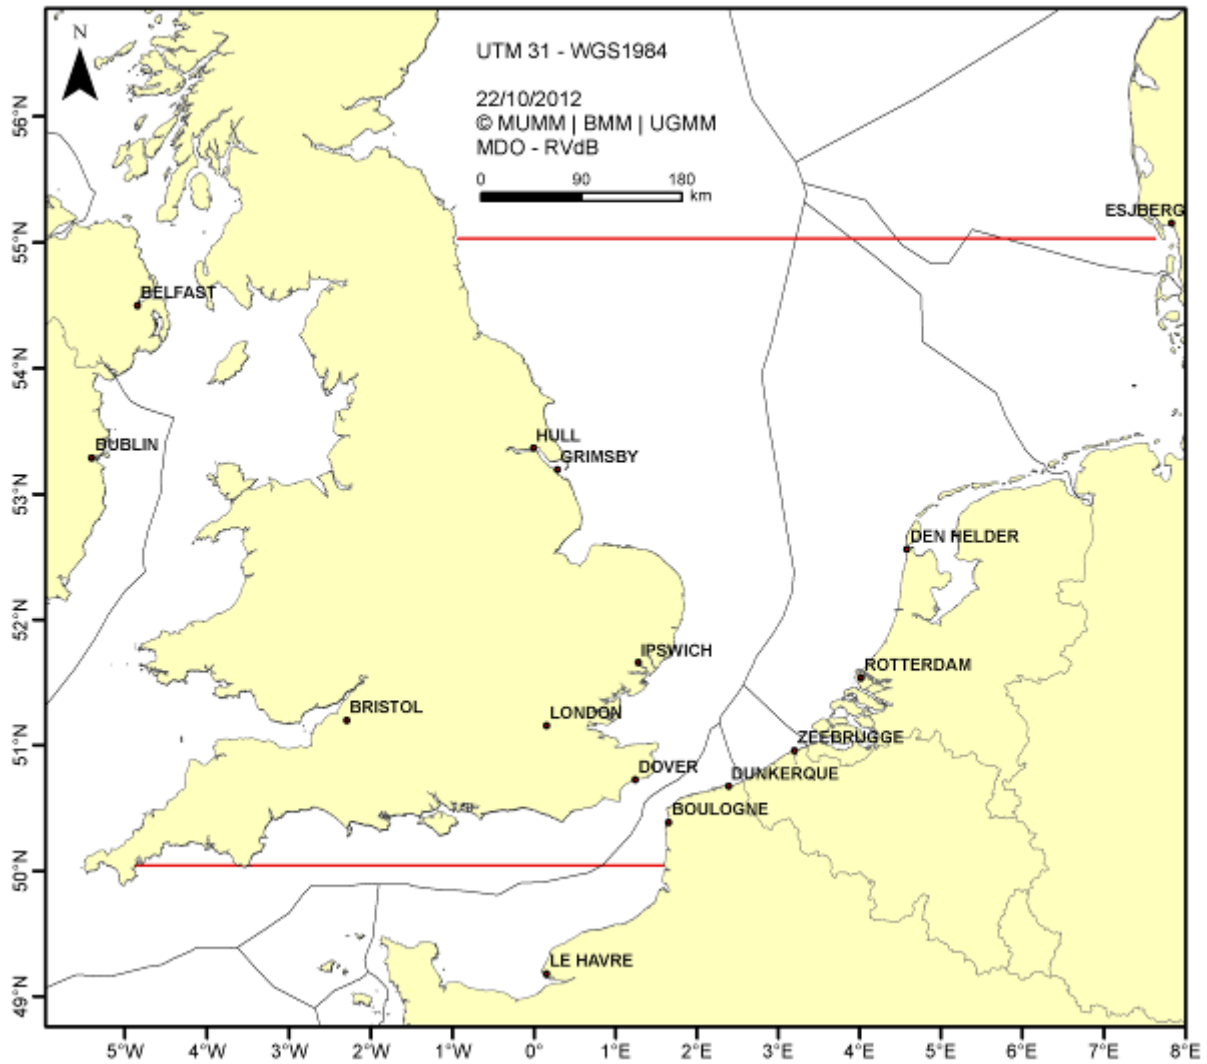 N
UTM 31 - WGS1984
22/10/2012
© MUMM | BMM | UGMM
MDO - RVdB
0 90 180
km
ESJBERG
BELFAST
DUBLIN
HULL
GRIMSBY
DEN HELDER
IPSWICH
ROTTERDAM
BRISTOL
LONDON
ZEEBRUGGE
DOVER
DUNKERQUE
BOULOGNE
LE HAVRE
56°N
55°N
54°N
53°N
52°N
51°N
50°N
49°N
5°W 4°W 3°W 2°W 1°W 0° 1°E 2°E 3°E 4°E 5°E 6°E 7°E 8°E